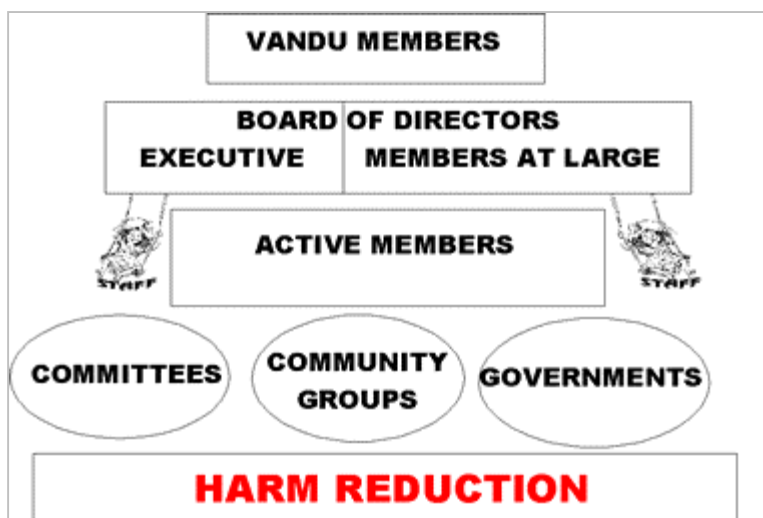 VANDU MEMBERS
BOARD OF DIRECTORS
EXECUTIVE MEMBERS AT LARGE
ACTIVE MEMBERS
STAFF STAFF
COMMITTEES
COMMUNITY
GROUPS
GOVERNMENTS
HARM REDUCTION